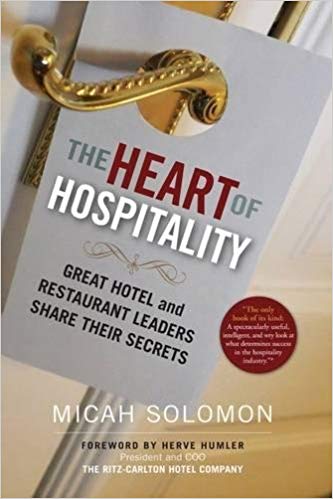 THE HEART OF
HOSPITALITY
GREAT HOTEL and
RESTAURANT LEADERS
SHARE THEIR SECRETS
"The only
book of its kind:
A spectacularly useful,
intelligent, and wry look at
what determines success
in the hospitality
industry."
MICAH SOLOMON
FOREWORD BY HERVE HUMLER
President and COO
THE RITZ-CARLTON HOTEL COMPANY